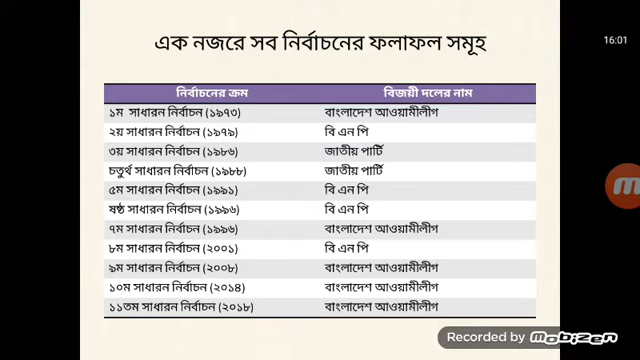 এক নজরে সব নির্বাচনের ফলাফল সমূহ
16:01
নির্বাচনের ক্রম বিজয়ী দলের নাম
১ম সাধারন নির্বাচন (১৯৭৩) বাংলাদেশ আওয়ামীলীগ
২য় সাধারন নির্বাচন (১৯৭৯) বি এন পি
৩য় সাধারন নির্বাচন (১৯৮৬) জাতীয় পার্টি
চতুর্থ সাধারন নির্বাচন (১৯৮৮) জাতীয় পার্টি
৫ম সাধারন নির্বাচন (১৯৯১) বি এন পি
ষষ্ঠ সাধারন নির্বাচন (১৯৯৬) বি এন পি
৭ম সাধারন নির্বাচন (১৯৯৬) বাংলাদেশ আওয়ামীলীগ
৮ম সাধারন নির্বাচন (২০০১) বি এন পি
৯ম সাধারন নির্বাচন (২০০৮) বাংলাদেশ আওয়ামীলীগ
১০ম সাধারন নির্বাচন (২০১৪) বাংলাদেশ আওয়ামীলীগ
১১তম সাধারন নির্বাচন (২০১৮) বাংলাদেশ আওয়ামীলীগ
Recorded by Mobizen